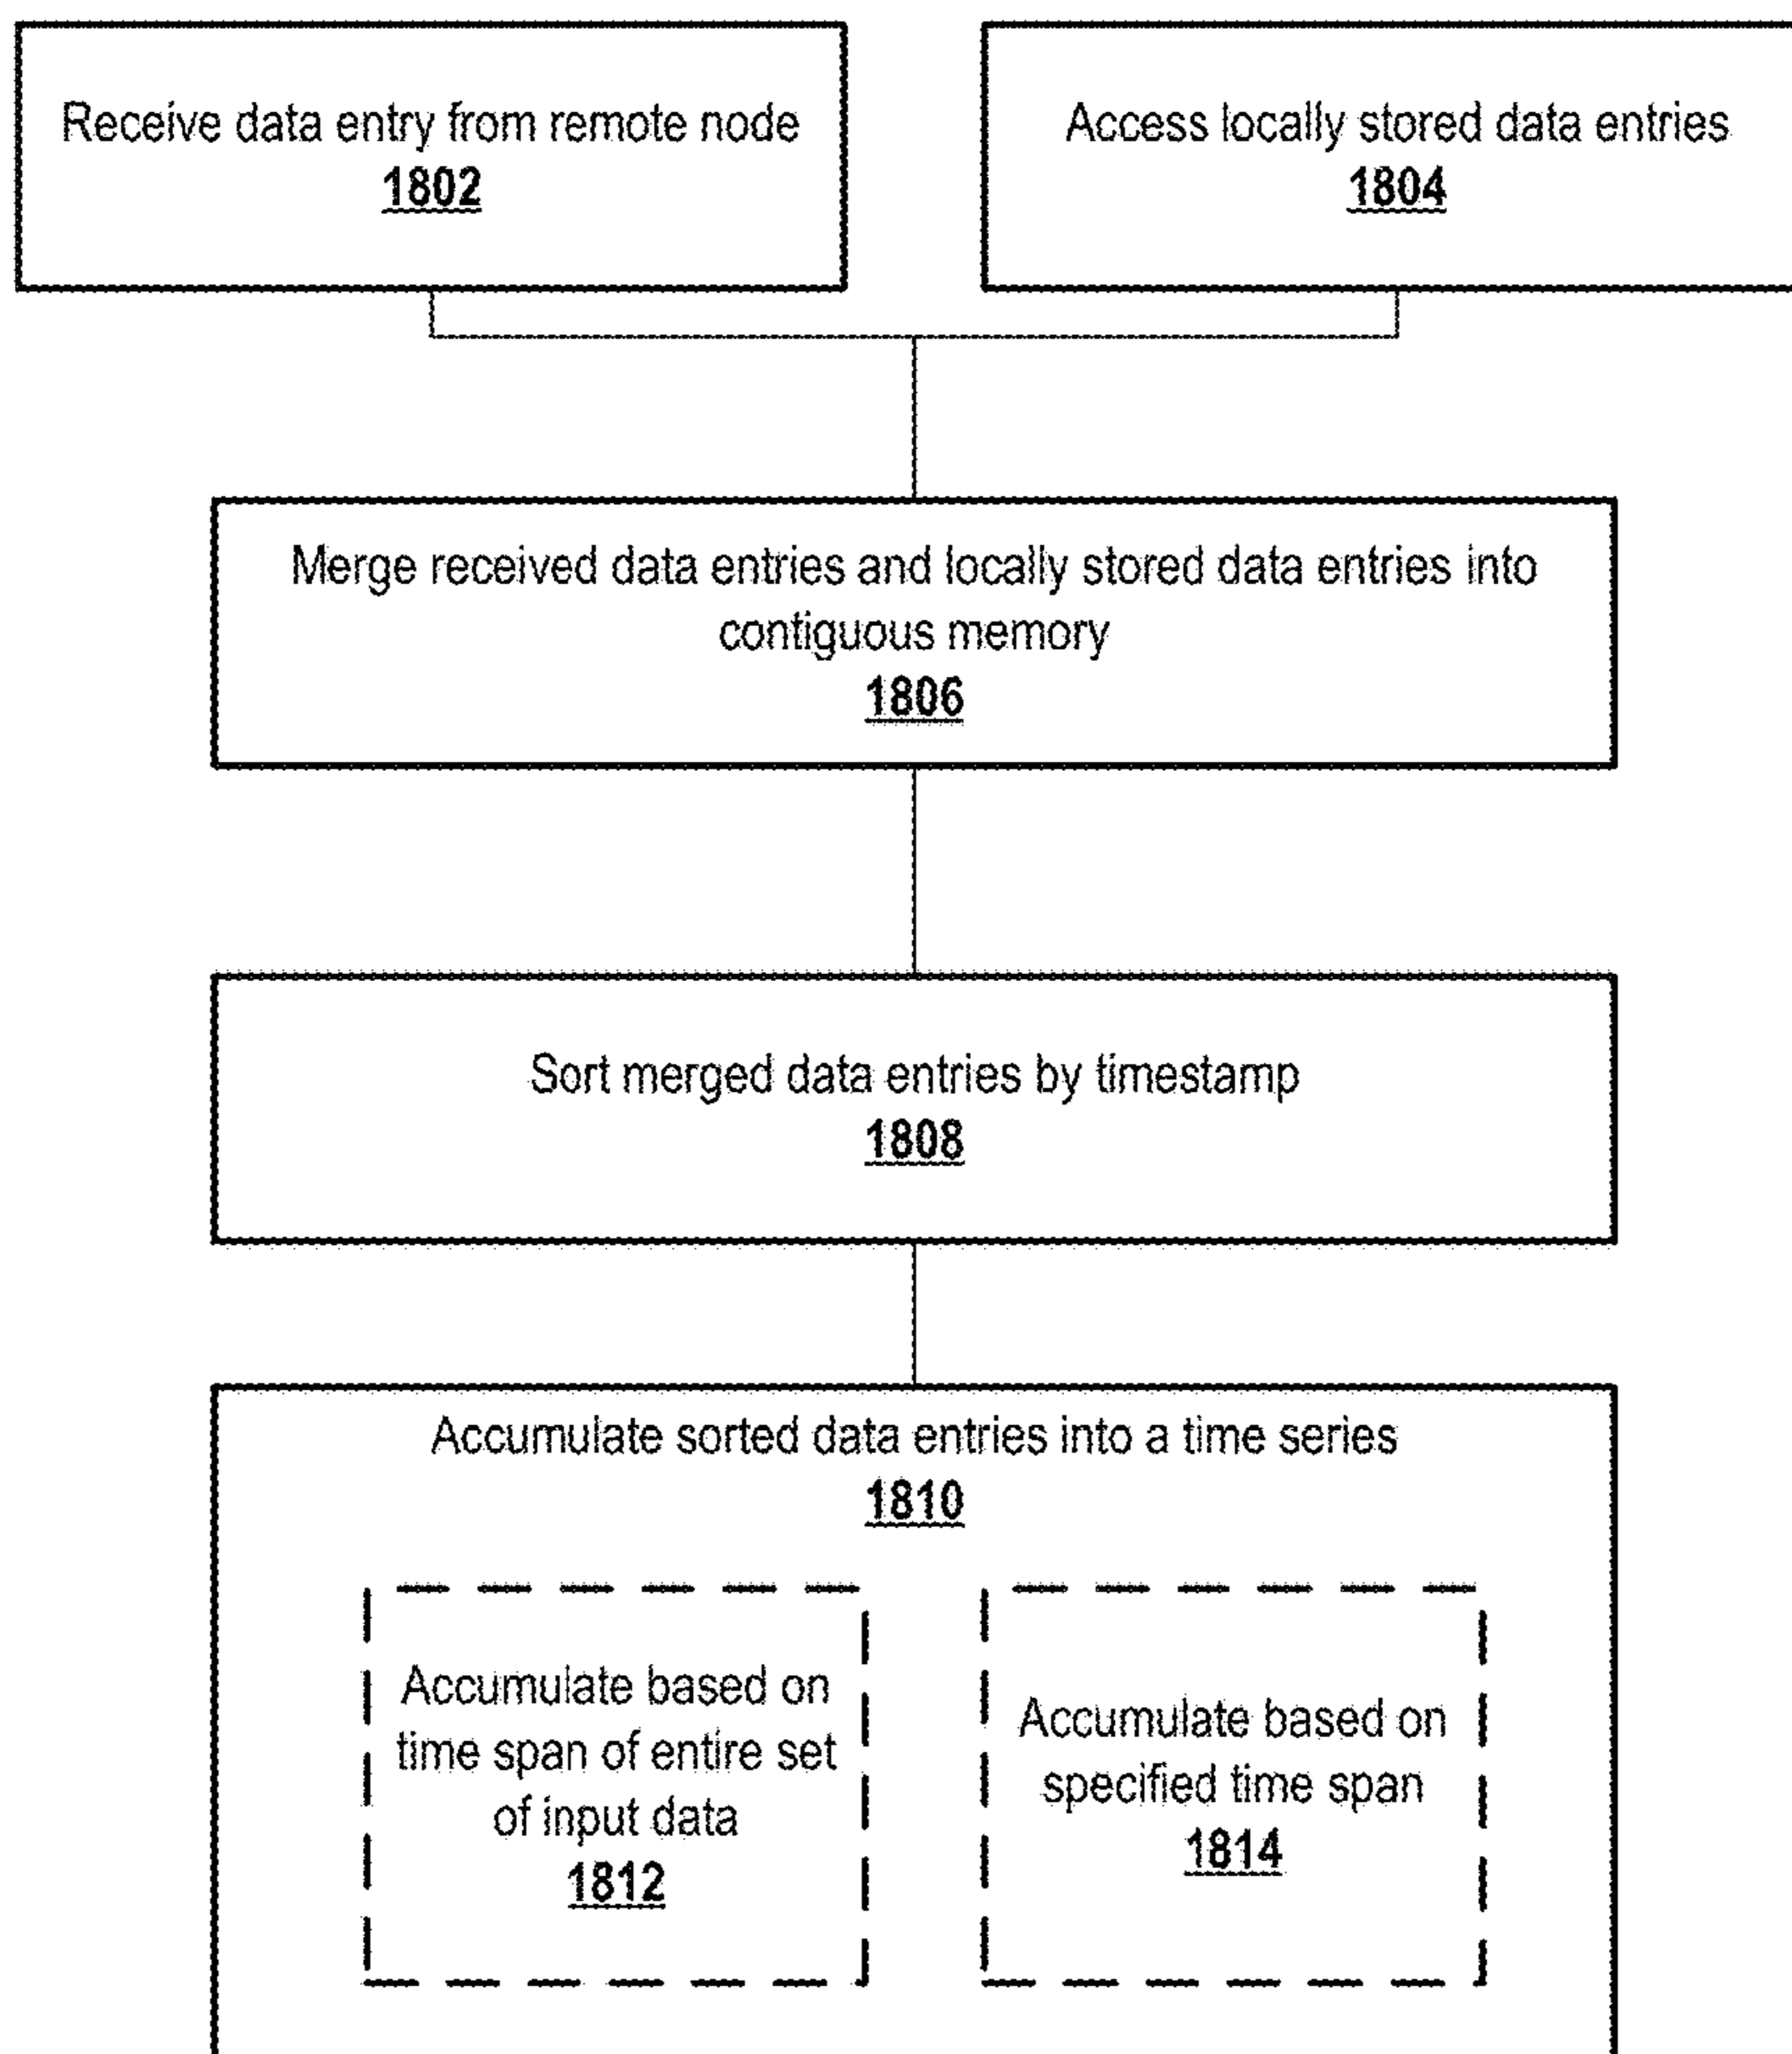 Receive data entry from remote node
1802
Access locally stored data entries
1804
Merge received data entries and locally stored data entries into
contiguous memory
1806
Sort merged data entries by timestamp
1808
Accumulate sorted data entries into a time series
1810
Accumulate based on
time span of entire set
of input data
1812
Accumulate based on
specified time span
1814